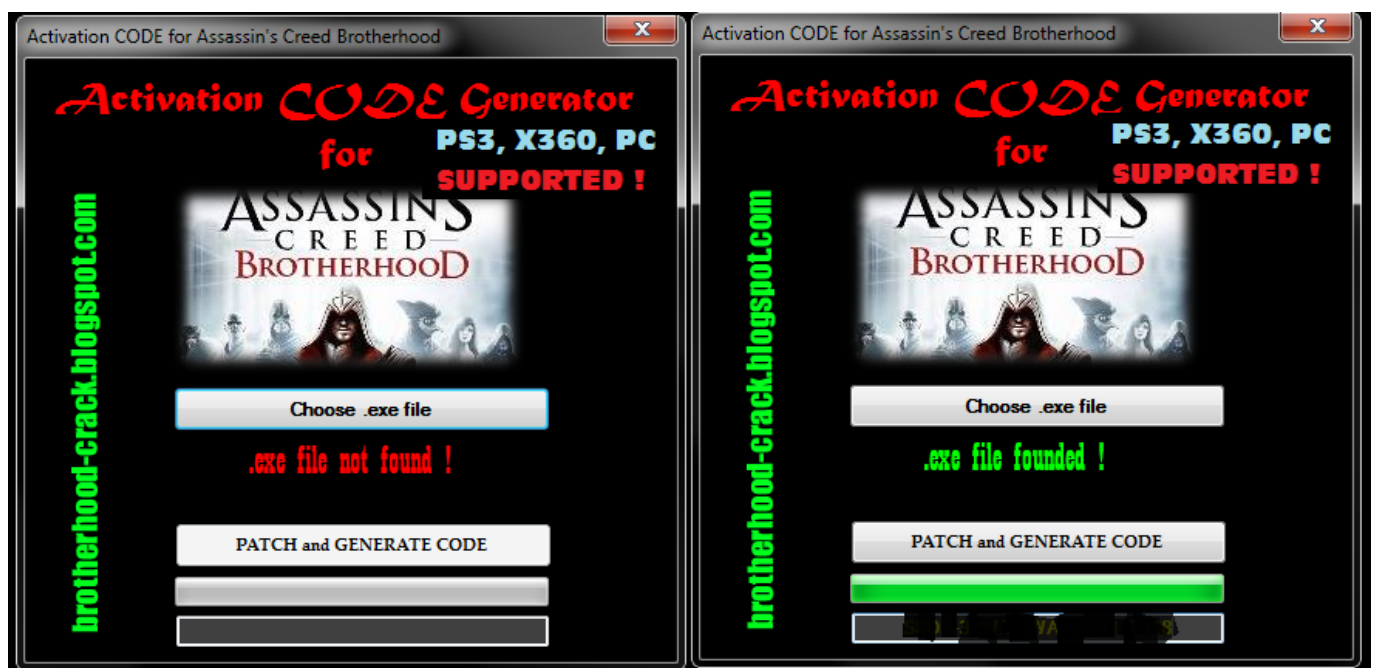 Activation CODE for Assassin's Creed Brotherhood
Activation CODE Generator
for
PS3, X360, PC
SUPPORTED !
ASSASSIN'S
CREED
BROTHERHOOD
brotherhood-crack.blogspot.com
Choose .exe file
.exe file not found !
PATCH and GENERATE CODE
Activation CODE for Assassin's Creed Brotherhood
Activation CODE Generator
for
PS3, X360, PC
SUPPORTED !
ASSASSIN'S
CREED
BROTHERHOOD
brotherhood-crack.blogspot.com
Choose .exe file
.exe file founded !
PATCH and GENERATE CODE